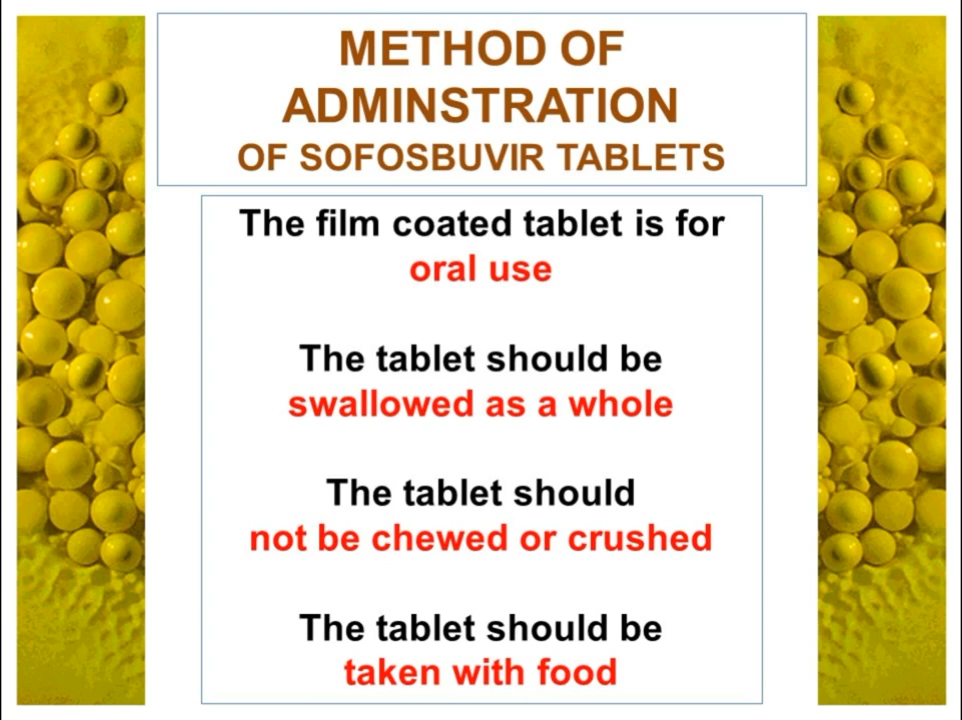 METHOD OF
ADMINSTRATION
OF SOFOSBUVIR TABLETS
The film coated tablet is for
oral use
The tablet should be
swallowed as a whole
The tablet should
not be chewed or crushed
The tablet should be
taken with food